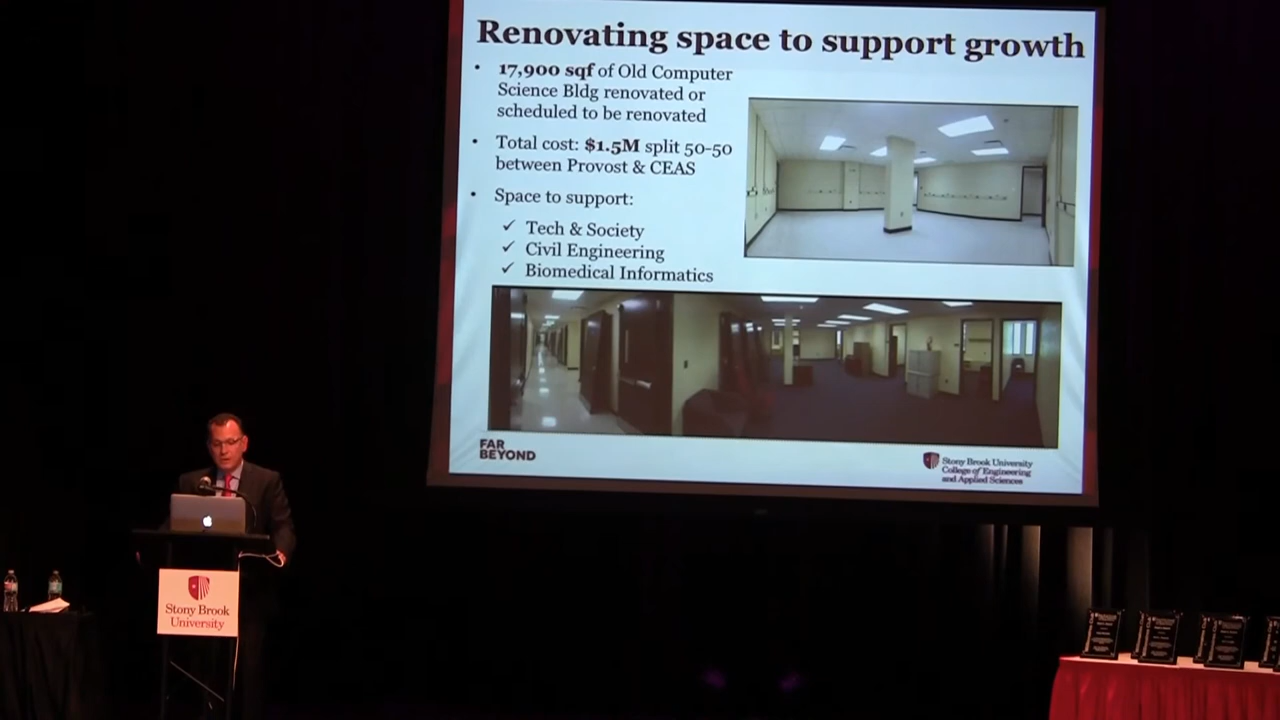 Renovating space to support growth
• 17,900 sqf of Old Computer
Science Bldg renovated or
scheduled to be renovated
• Total cost: $1.5M split 50-50
between Provost & CEAS
• Space to support:
✓ Tech & Society
✓ Civil Engineering
✓ Biomedical Informatics
FAR
BEYOND
Stony Brook University
College of Engineering
and Applied Sciences
Stony Brook
University